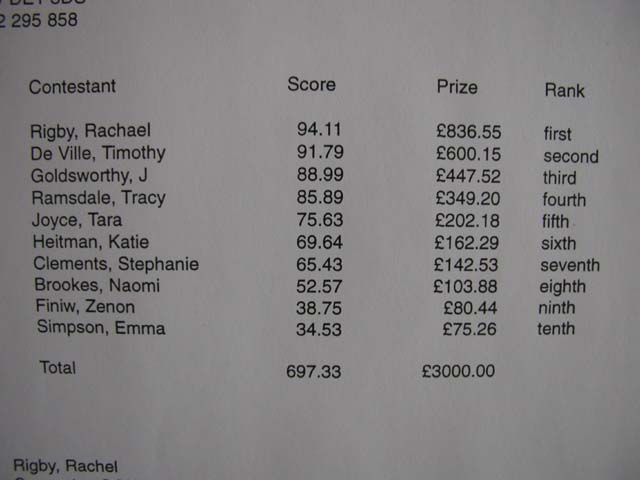 2 295 858
Contestant Score Prize Rank
Rigby, Rachael 94.11 £836.55 first
De Ville, Timothy 91.79 £600.15 second
Goldsworthy, J 88.99 £447.52 third
Ramsdale, Tracy 85.89 £349.20 fourth
Joyce, Tara 75.63 £202.18 fifth
Heitman, Katie 69.64 £162.29 sixth
Clements, Stephanie 65.43 £142.53 seventh
Brookes, Naomi 52.57 £103.88 eighth
Finiw, Zenon 38.75 £80.44 ninth
Simpson, Emma 34.53 £75.26 tenth
Total 697.33 £3000.00
Rigby, Rachel